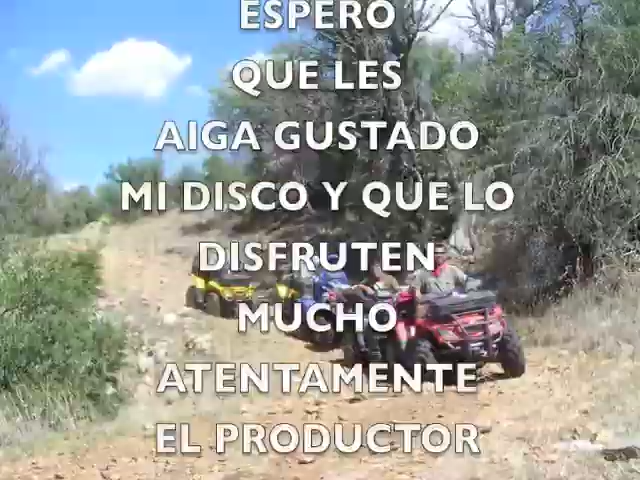 ESPERO
QUE LES
AIGA GUSTADO
MI DISCO Y QUE LO
DISFRUTEN
MUCHO
ATENTAMENTE
EL PRODUCTOR